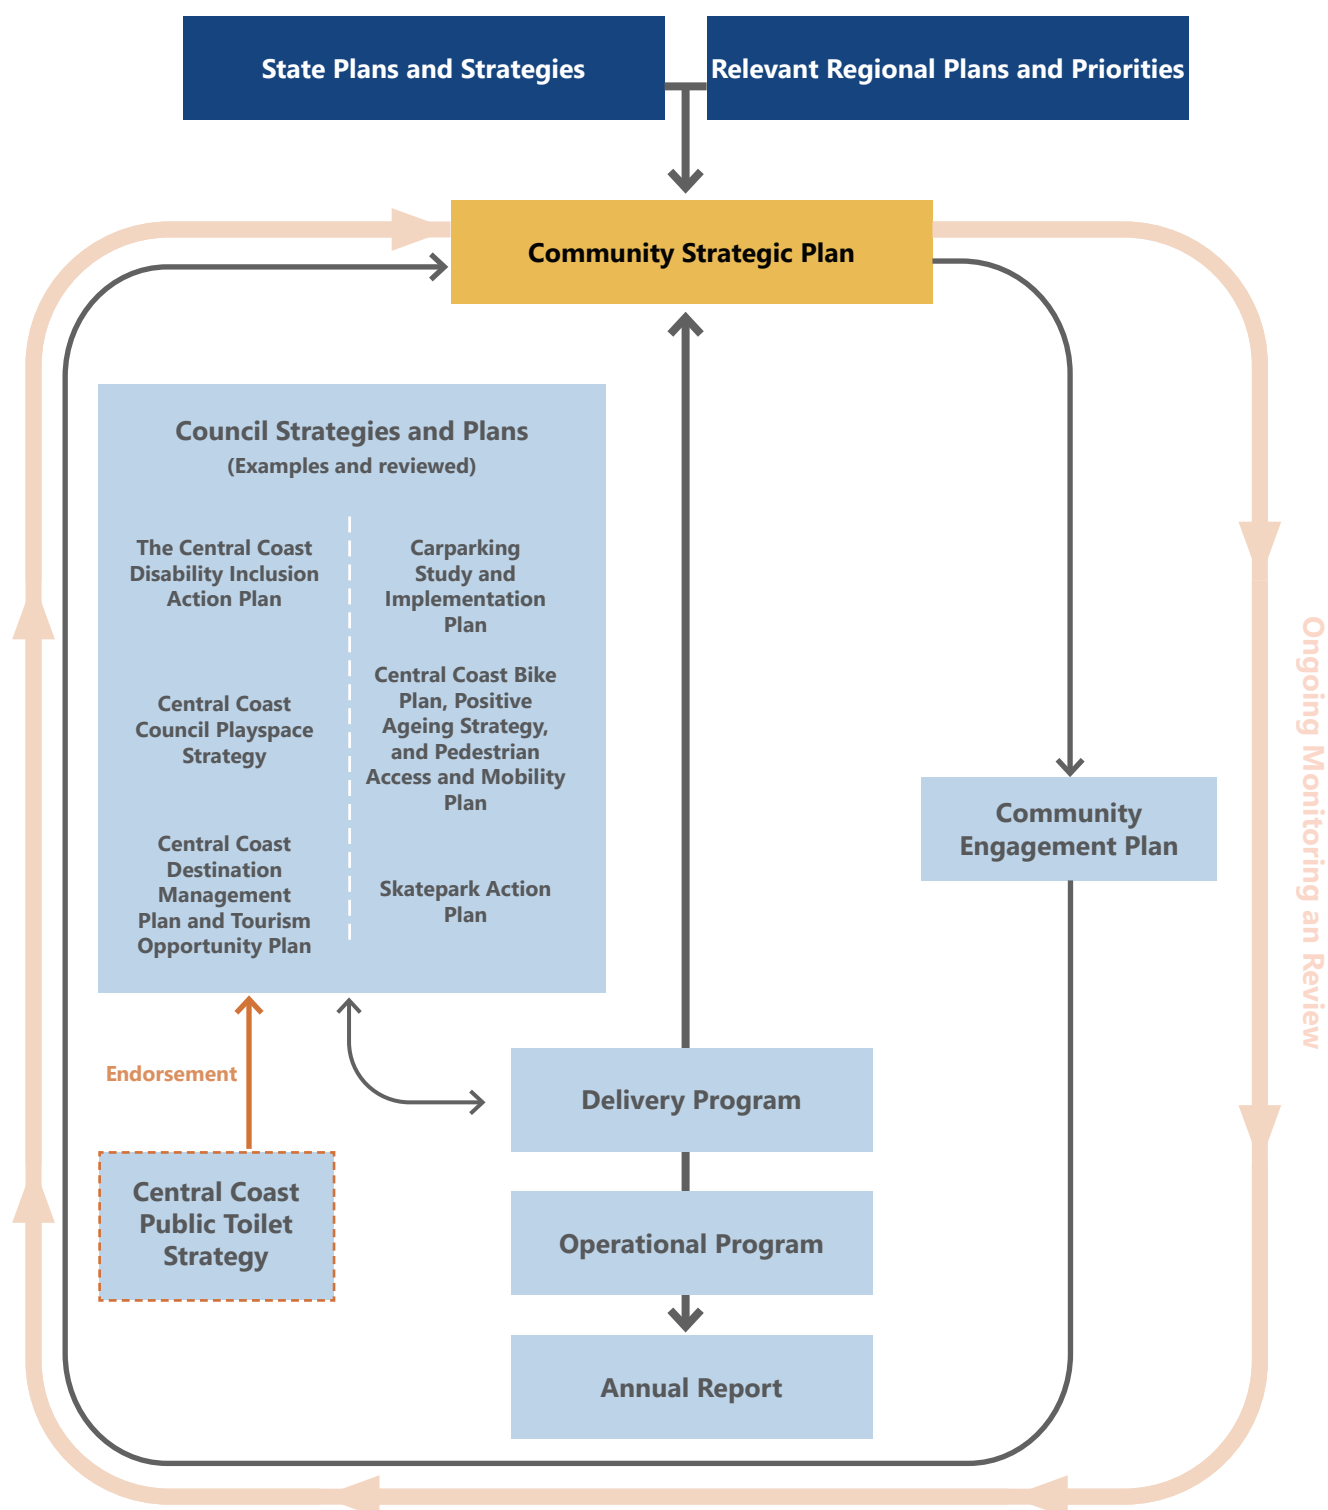 State Plans and Strategies
Relevant Regional Plans and Priorities
Community Strategic Plan
Council Strategies and Plans
(Examples and reviewed)
The Central Coast
Disability Inclusion
Action Plan
Central Coast
Council Playspace
Strategy
Central Coast
Destination
Management
Plan and Tourism
Opportunity Plan
Carparking
Study and
Implementation
Plan
Central Coast Bike
Plan, Positive
Ageing Strategy,
and Pedestrian
Access and Mobility
Plan
Skatepark Action
Plan
Community
Engagement Plan
Ongoing Monitoring an Review
Endorsement
Central Coast
Public Toilet
Strategy
Delivery Program
Operational Program
Annual Report